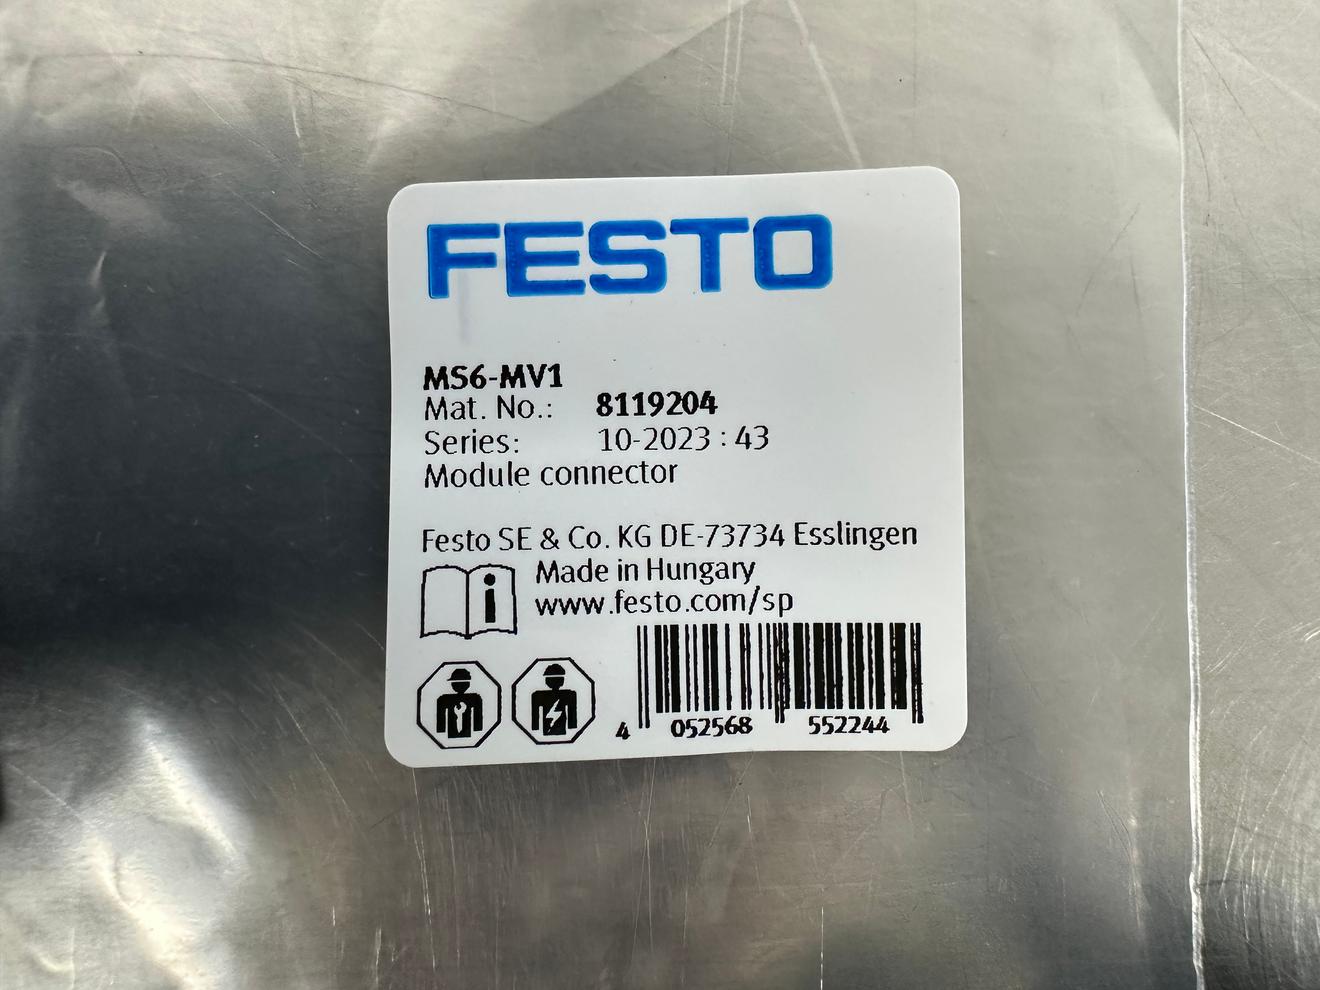 FESTO
MS6-MV1
Mat. No.: 8119204
Series: 10-2023 : 43
Module connector
Festo SE & Co. KG DE-73734 Esslingen
Made in Hungary
www.festo.com/sp
4 052568 552244